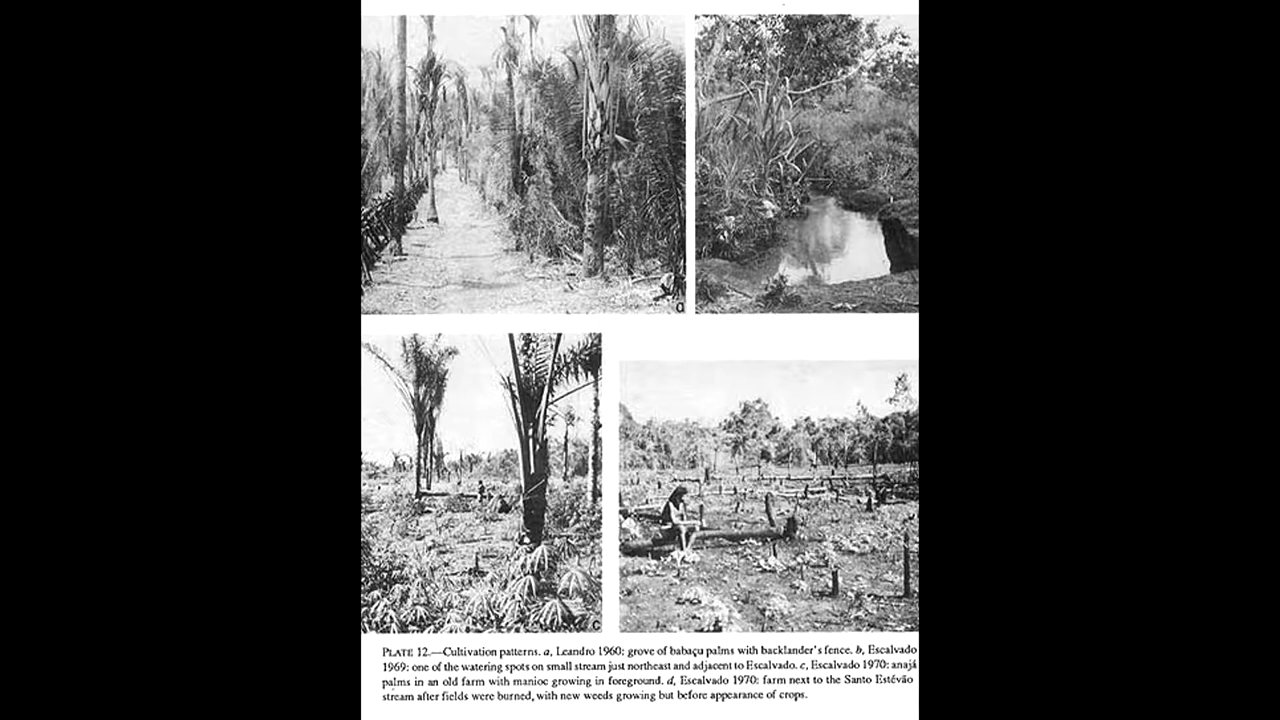 a
c
PLATE 12.—Cultivation patterns. a, Leandro 1960: grove of babaçu palms with backlander's fence. b, Escalvado
1969: one of the watering spots on small stream just northeast and adjacent to Escalvado. c, Escalvado 1970: anajá
palms in an old farm with manioc growing in foreground. d, Escalvado 1970: farm next to the Santo Estévão
stream after fields were burned, with new weeds growing but before appearance of crops.